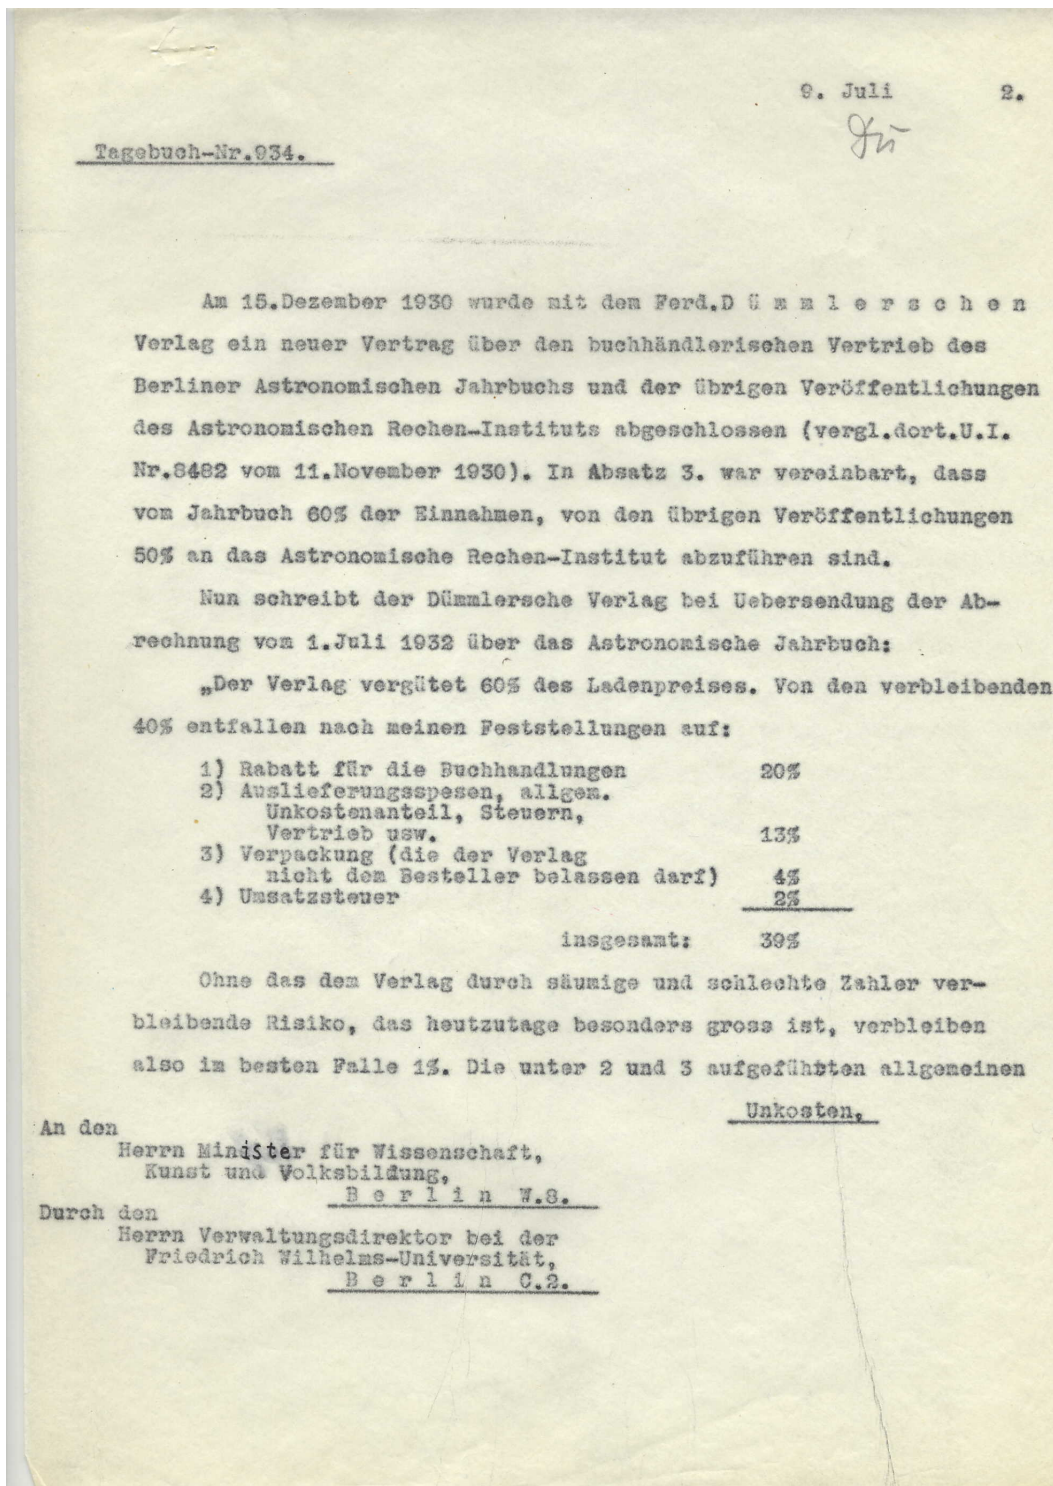 9. Juli 2.
Dü
Tagebuch-Nr.934.
Am 15.Dezember 1930 wurde mit dem Ferd.D ü m m l e r s c h e n
Verlag ein neuer Vertrag über den buchhändlerischen Vertrieb des
Berliner Astronomischen Jahrbuchs und der übrigen Veröffentlichungen
des Astronomischen Rechen-Instituts abgeschlossen (vergl.dort.U.I.
Nr.8482 vom 11.November 1930). In Absatz 3. war vereinbart, dass
vom Jahrbuch 60% der Einnahmen, von den übrigen Veröffentlichungen
50% an das Astronomische Rechen-Institut abzuführen sind.
Nun schreibt der Dümmlersche Verlag bei Uebersendung der Ab-
rechnung vom 1.Juli 1932 über das Astronomische Jahrbuch:
„Der Verlag vergütet 60% des Ladenpreises. Von den verbleibenden
40% entfallen nach meinen Feststellungen auf:
1) Rabatt für die Buchhandlungen 20%
2) Auslieferungsspesen, allgem.
Unkostenanteil, Steuern,
Vertrieb usw. 13%
3) Verpackung (die der Verlag
nicht dem Besteller belassen darf) 4%
4) Umsatzsteuer 2%
insgesamt: 39%
Ohne das dem Verlag durch säumige und schlechte Zahler ver-
bleibende Risiko, das heutzutage besonders gross ist, verbleiben
also im besten Falle 1%. Die unter 2 und 3 aufgeführten allgemeinen
Unkosten,
An den
Herrn Minister für Wissenschaft,
Kunst und Volksbildung,
B e r l i n W.8.
Durch den
Herrn Verwaltungsdirektor bei der
Friedrich Wilhelms-Universität,
B e r l i n C.2.